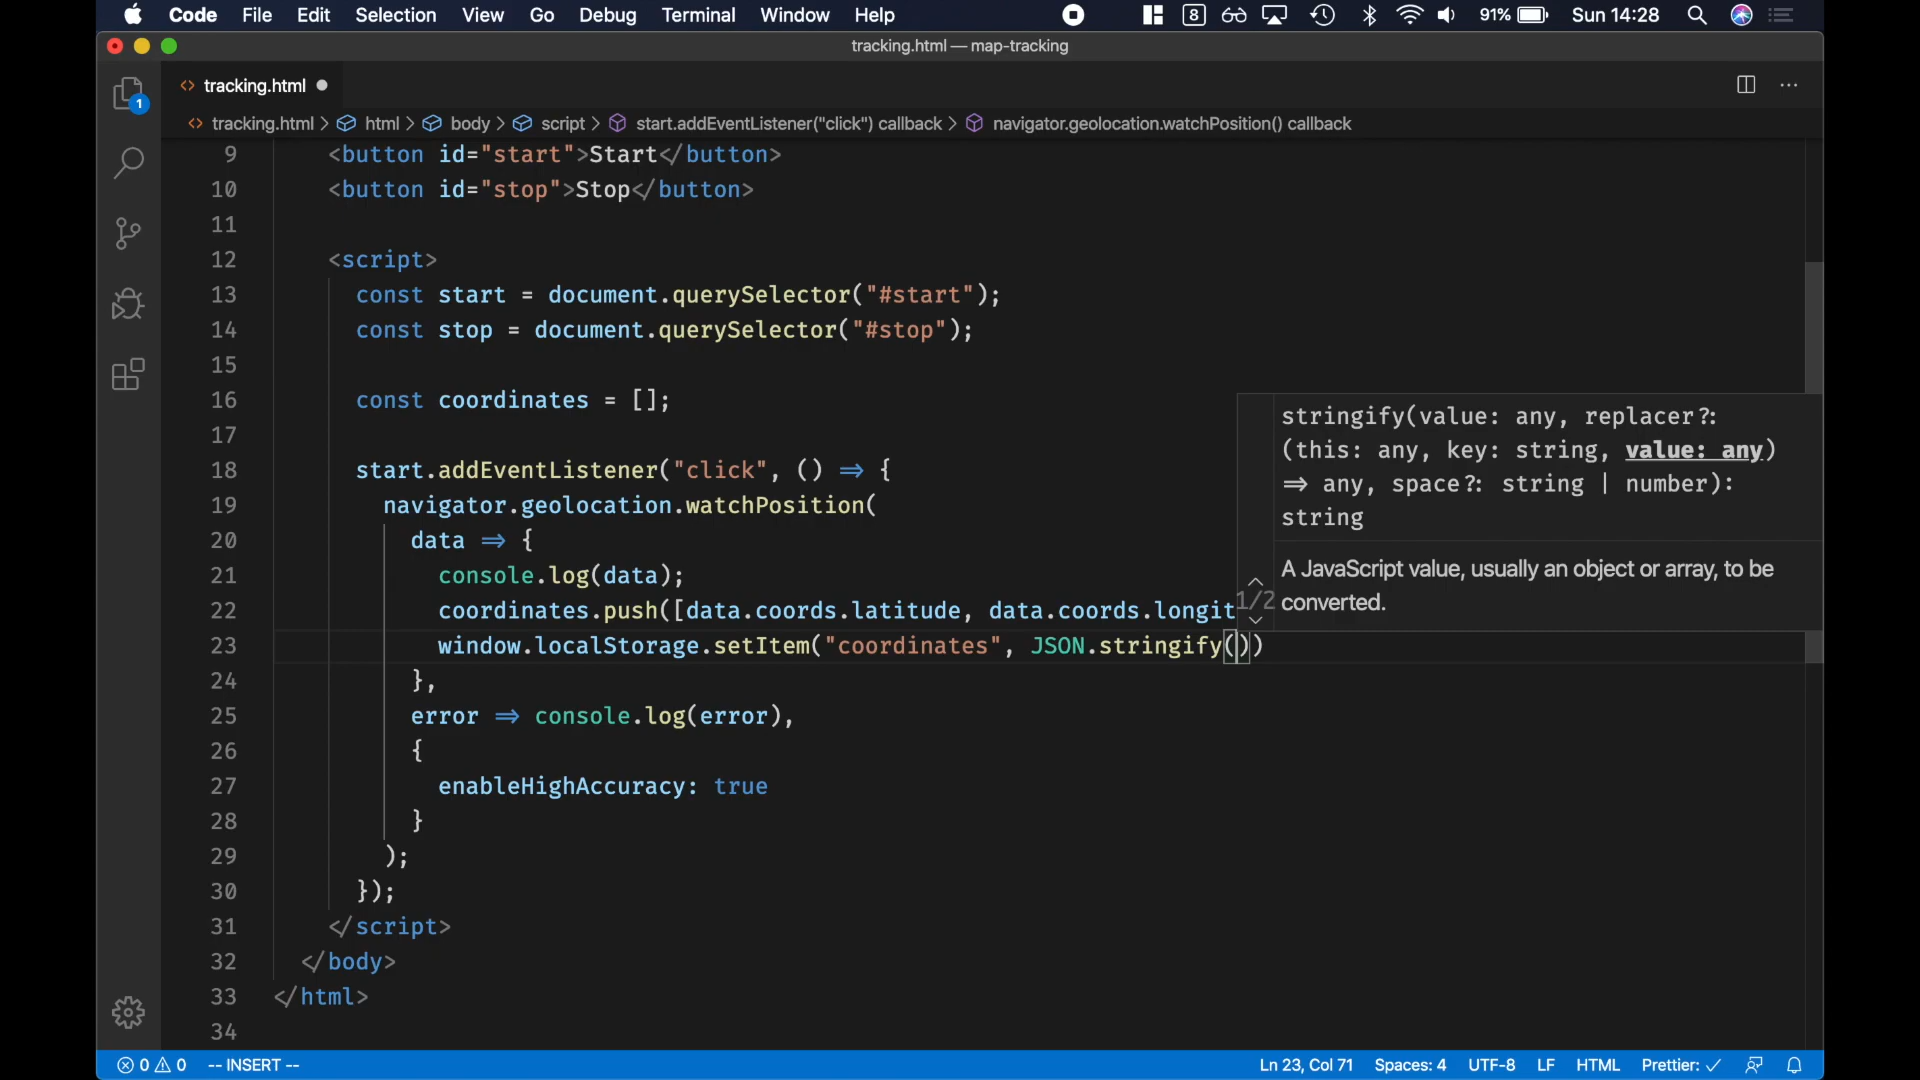 Code File Edit Selection View Go Debug Terminal Window Help 8 91% Sun 14:28
tracking.html — map-tracking
1
<> tracking.html
<> tracking.html > html > body > script > start.addEventListener("click") callback > navigator.geolocation.watchPosition() callback
9 <button id="start">Start</button>
10 <button id="stop">Stop</button>
11
12 <script>
13 const start = document.querySelector("#start");
14 const stop = document.querySelector("#stop");
15
16 const coordinates = [];
17
18 start.addEventListener("click", () => {
19 navigator.geolocation.watchPosition(
20 data => {
21 console.log(data);
22 coordinates.push([data.coords.latitude, data.coords.longit
23 window.localStorage.setItem("coordinates", JSON.stringify())
24 },
25 error => console.log(error),
26 {
27 enableHighAccuracy: true
28 }
29 );
30 });
31 </script>
32 </body>
33 </html>
34
stringify(value: any, replacer?:
(this: any, key: string, value: any)
=> any, space?: string | number):
string
1/2
A JavaScript value, usually an object or array, to be
converted.
0 0 -- INSERT -- Ln 23, Col 71 Spaces: 4 UTF-8 LF HTML Prettier: ✓